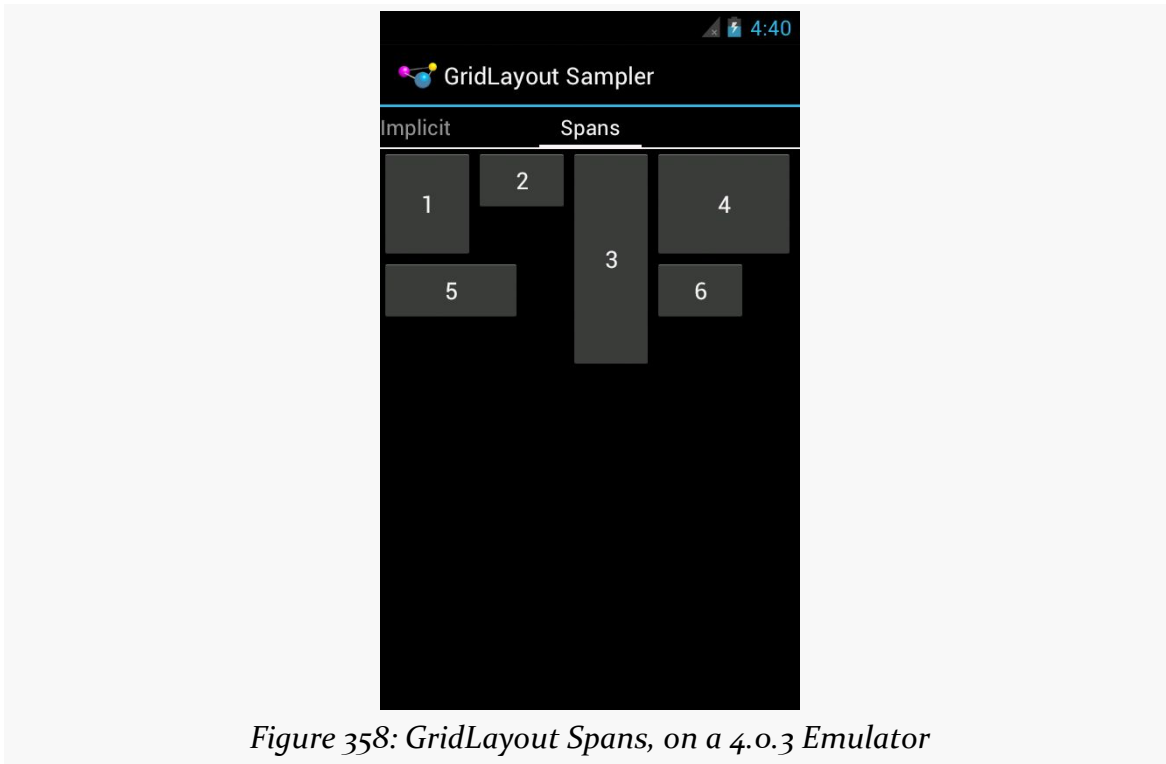 4:40
GridLayout Sampler
Implicit Spans
1 2 3 4
5 6
Figure 358: GridLayout Spans, on a 4.0.3 Emulator